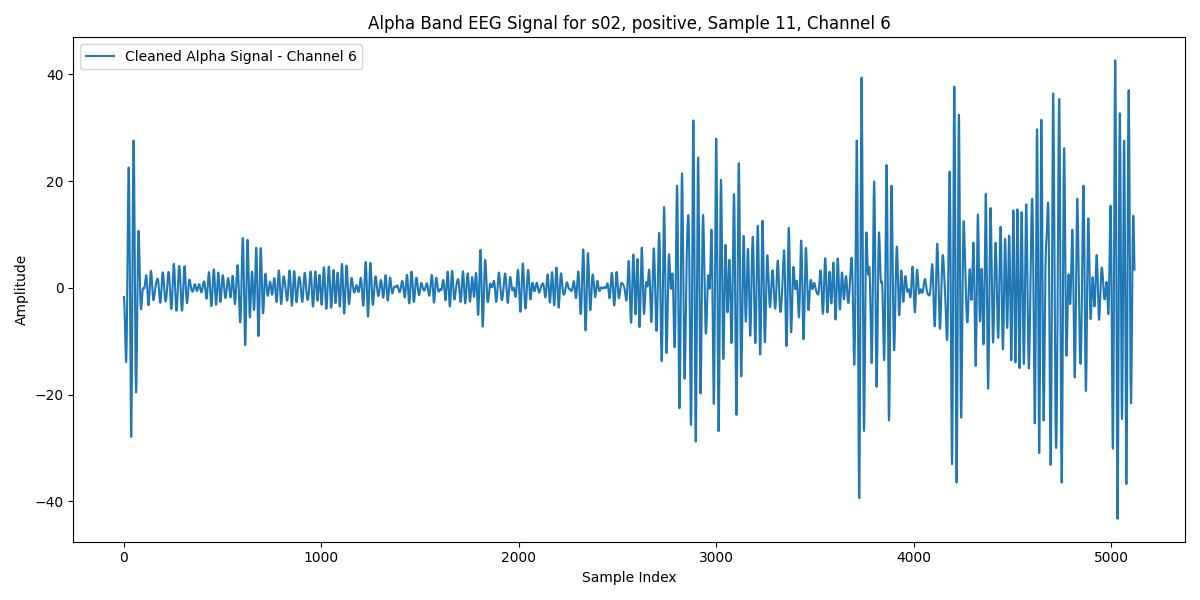 Alpha Band EEG Signal for s02, positive, Sample 11, Channel 6
Cleaned Alpha Signal - Channel 6
40
20
0
−20
−40
Amplitude
0 1000 2000 3000 4000 5000
Sample Index